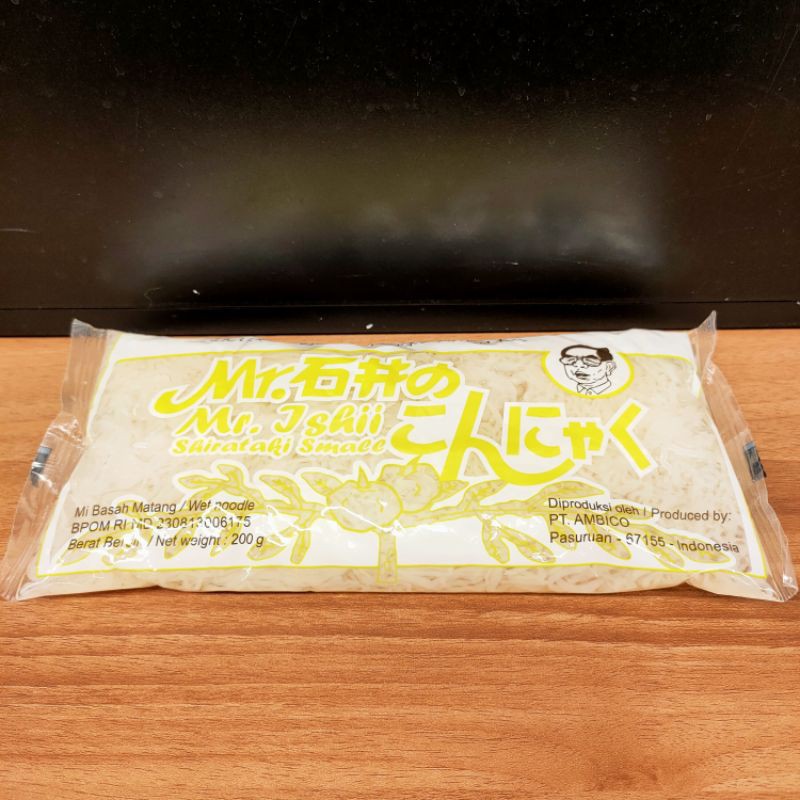 Mr.石井の
こんにゃく
Mr. Ishii
Shirataki Small
Mi Basah Matang / Wet noodle
BPOM RI MD 230813006175
Berat Bersih / Net weight : 200 g
Diproduksi oleh / Produced by:
PT. AMBICO
Pasuruan - 67155 - Indonesia